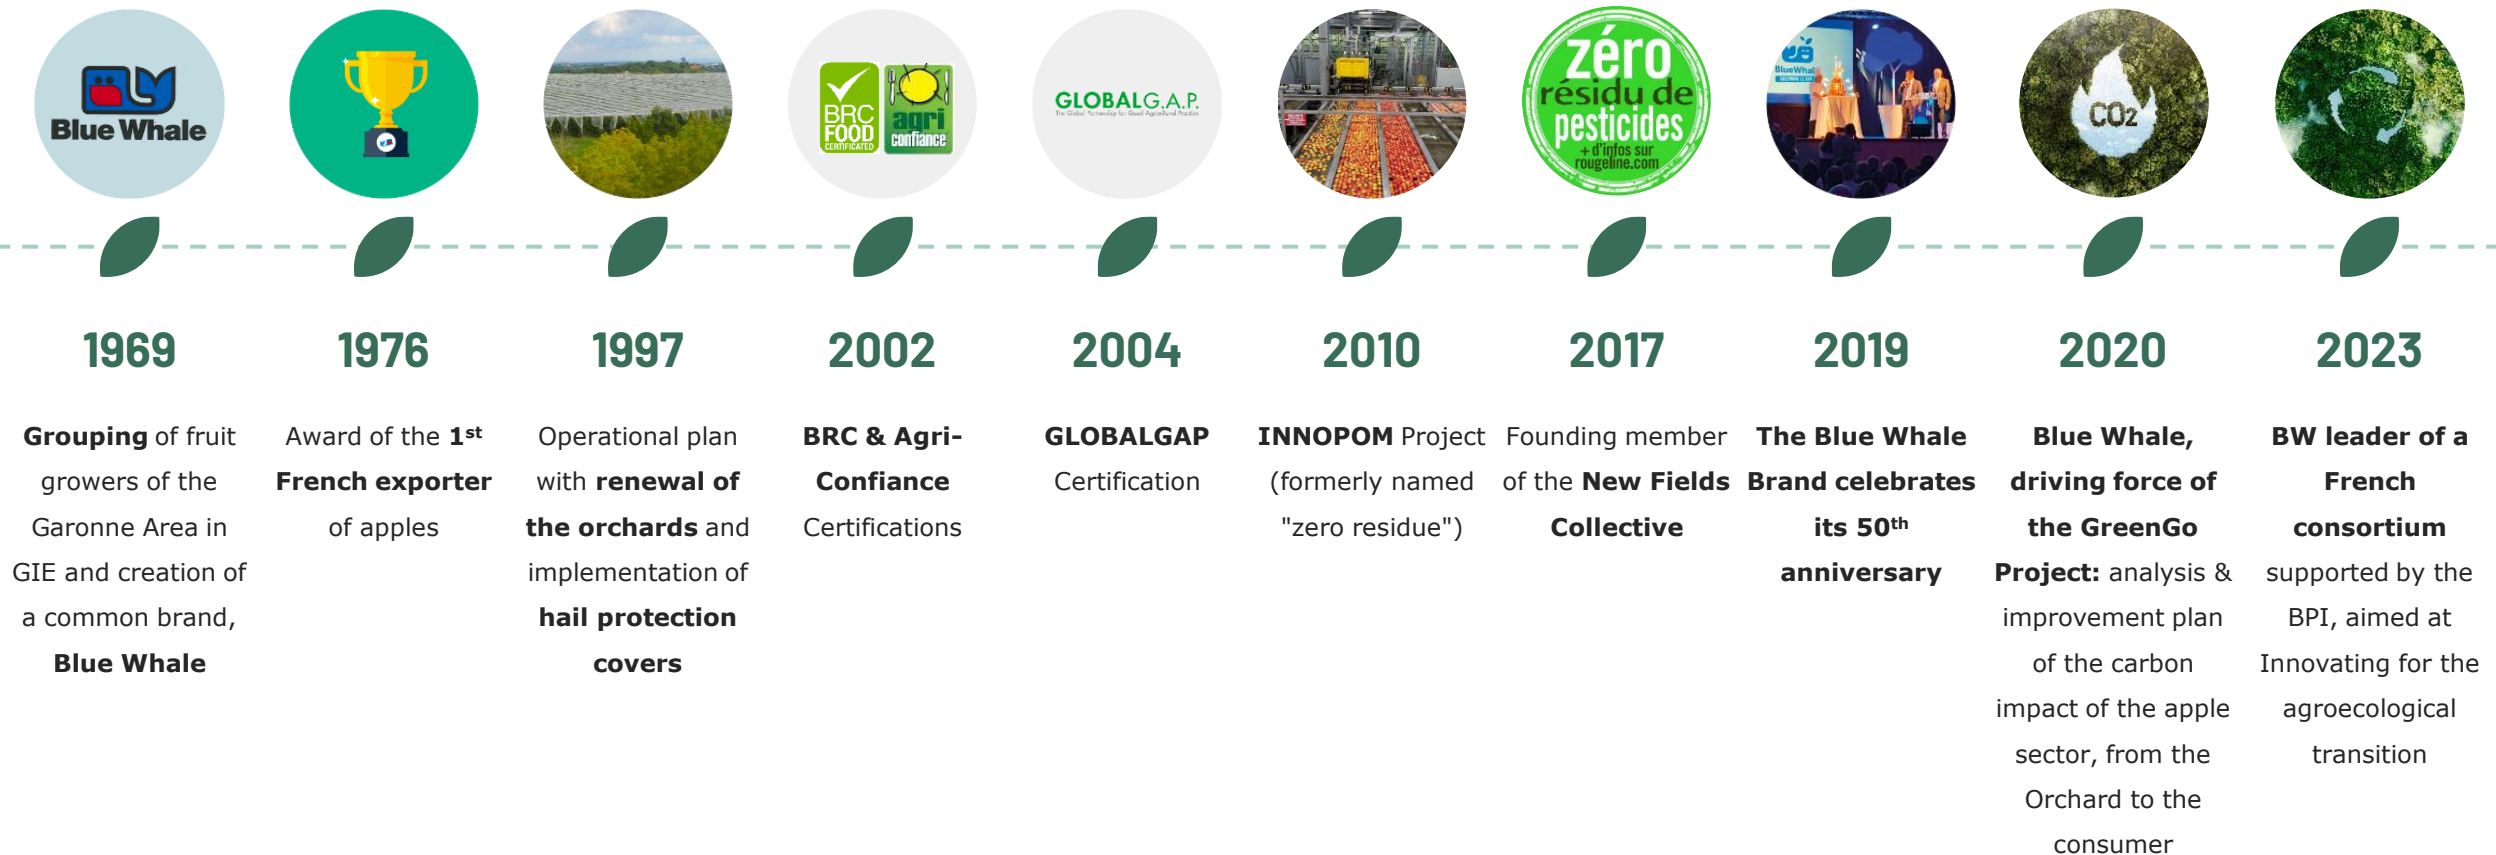 Blue Whale
BRC
FOOD
CERTIFICATED
agri
confiance
GLOBALG.A.P.
The Global Partnership for Good Agricultural Practice
zéro
résidu de
pesticides
+ d'infos sur
rougeline.com
CO2
1969
Grouping of fruit
growers of the
Garonne Area in
GIE and creation of
a common brand,
Blue Whale
1976
Award of the 1st
French exporter
of apples
1997
Operational plan
with renewal of
the orchards and
implementation of
hail protection
covers
2002
BRC & Agri-
Confiance
Certifications
2004
GLOBALGAP
Certification
2010
INNOPOM Project
(formerly named
"zero residue")
2017
Founding member
of the New Fields
Collective
2019
The Blue Whale
Brand celebrates
its 50th
anniversary
2020
Blue Whale,
driving force of
the GreenGo
Project: analysis &
improvement plan
of the carbon
impact of the apple
sector, from the
Orchard to the
consumer
2023
BW leader of a
French
consortium
supported by the
BPI, aimed at
Innovating for the
agroecological
transition